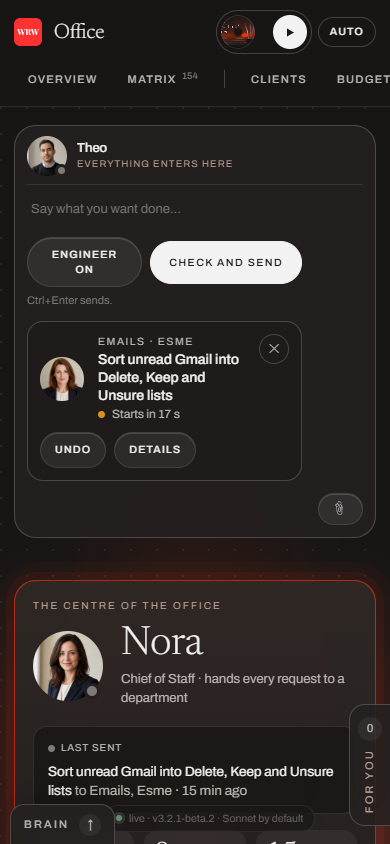 WRW Office AUTO
OVERVIEW MATRIX 154 CLIENTS BUDGET
Theo
EVERYTHING ENTERS HERE
Say what you want done...
ENGINEER
ON
CHECK AND SEND
Ctrl+Enter sends.
EMAILS · ESME
Sort unread Gmail into
Delete, Keep and
Unsure lists
Starts in 17 s
UNDO DETAILS
THE CENTRE OF THE OFFICE
Nora
Chief of Staff · hands every request to a
department
LAST SENT
Sort unread Gmail into Delete, Keep and Unsure
lists to Emails, Esme · 15 min ago
0
FOR YOU
BRAIN
live · v3.2.1-beta.2 · Sonnet by default